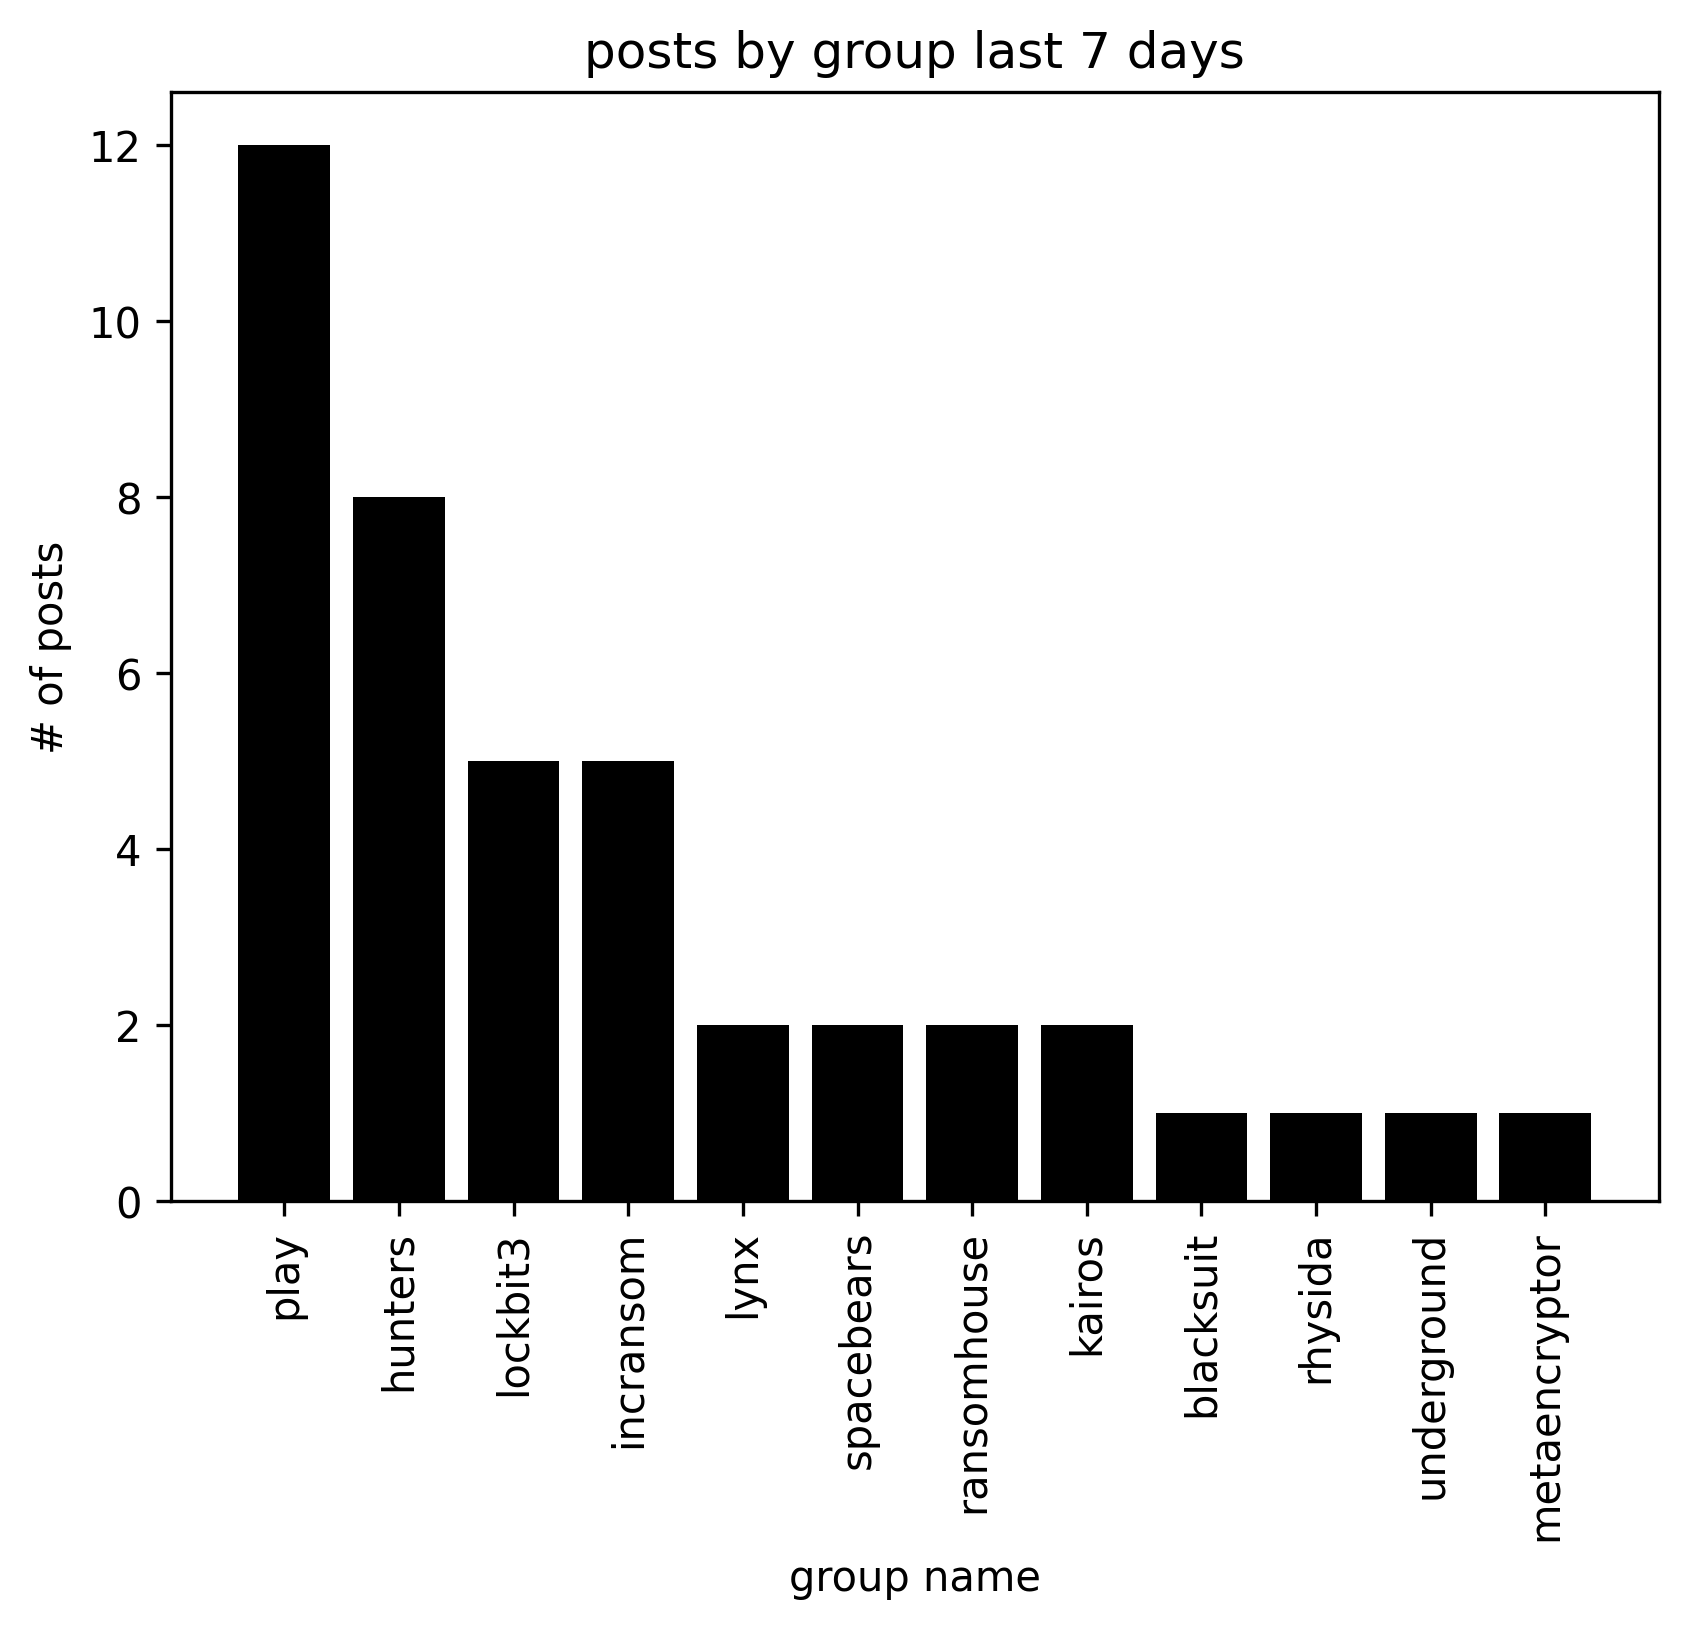 posts by group last 7 days
# of posts
12
10
8
6
4
2
0
play
hunters
lockbit3
incransom
lynx
spacebears
ransomhouse
kairos
blacksuit
rhysida
underground
metaencryptor
group name